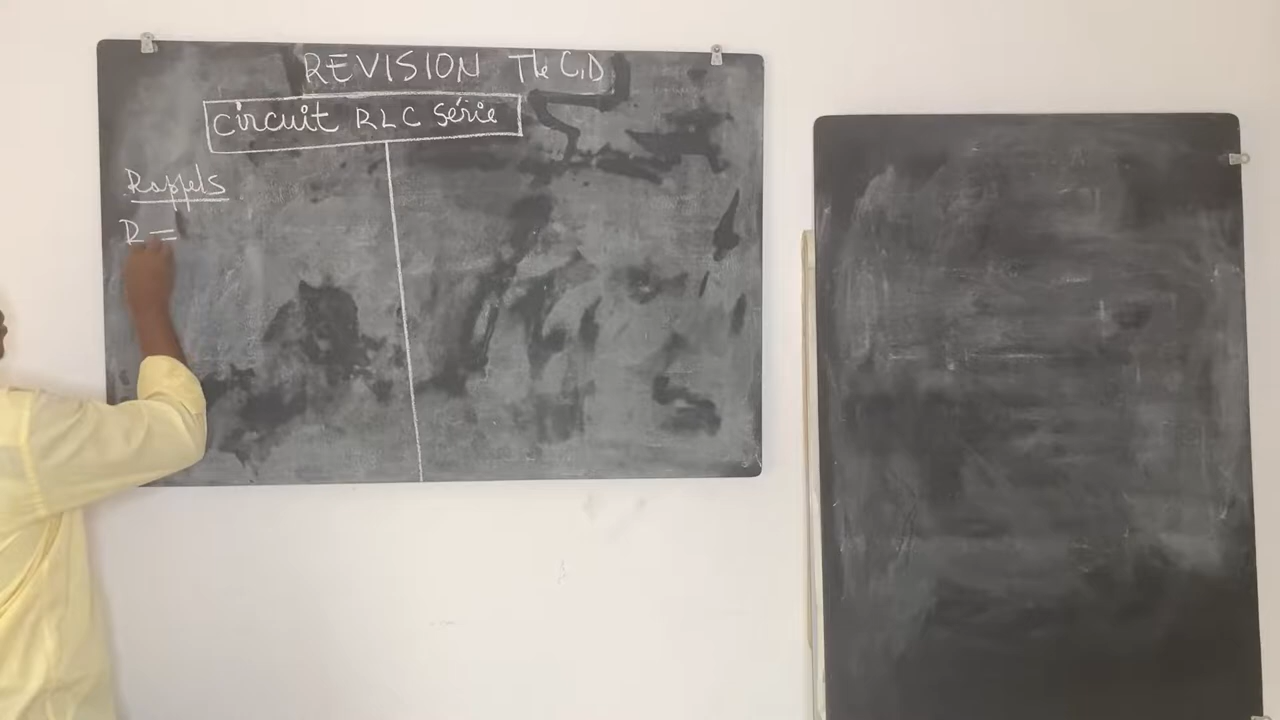 REVISION Tle C,D
Circuit RLC Série
Rappels
R =